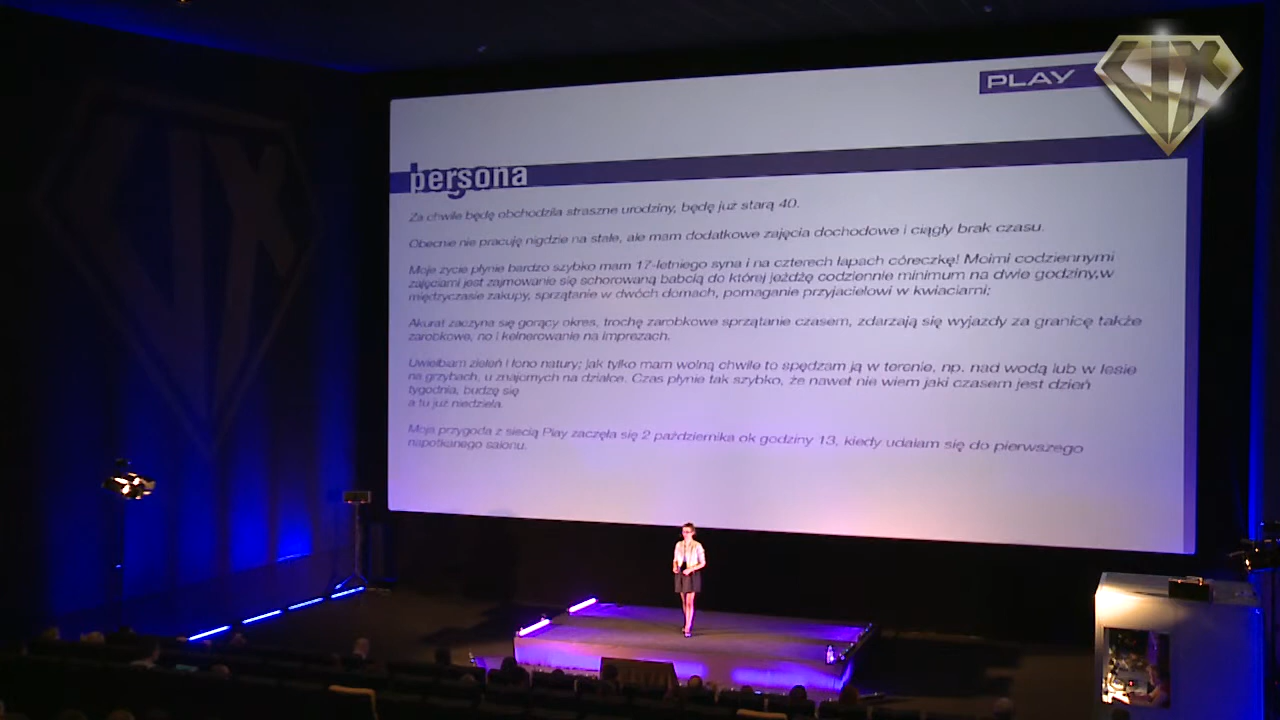 PLAY
UX
persona
Za chwile będę obchodziła straszne urodziny, będę już starą 40.
Obecnie nie pracuję nigdzie na stałe, ale mam dodatkowe zajęcia dochodowe i ciągły brak czasu.
Moje życie płynie bardzo szybko mam 17-letniego syna i na czterech łapach córeczkę! Moimi codziennymi
zajęciami jest zajmowanie się schorowaną babcią do której jeżdżę codziennie minimum na dwie godziny,w
międzyczasie zakupy, sprzątanie w dwóch domach, pomaganie przyjacielowi w kwiaciarni;
Akurat zaczyna się gorący okres, trochę zarobkowe sprzątanie czasem, zdarzają się wyjazdy za granicę także
zarobkowe, no i kelnerowanie na imprezach.
Uwielbiam zieleń i łono natury; jak tylko mam wolną chwile to spędzam ją w terenie, np. nad wodą lub w lesie
na grzybach, u znajomych na działce. Czas płynie tak szybko, że nawet nie wiem jaki czasem jest dzień
tygodnia, budzę się
a tu już niedziela.
Moja przygoda z siecią Play zaczęła się 2 października ok godziny 13, kiedy udałam się do pierwszego
napotkanego salonu.